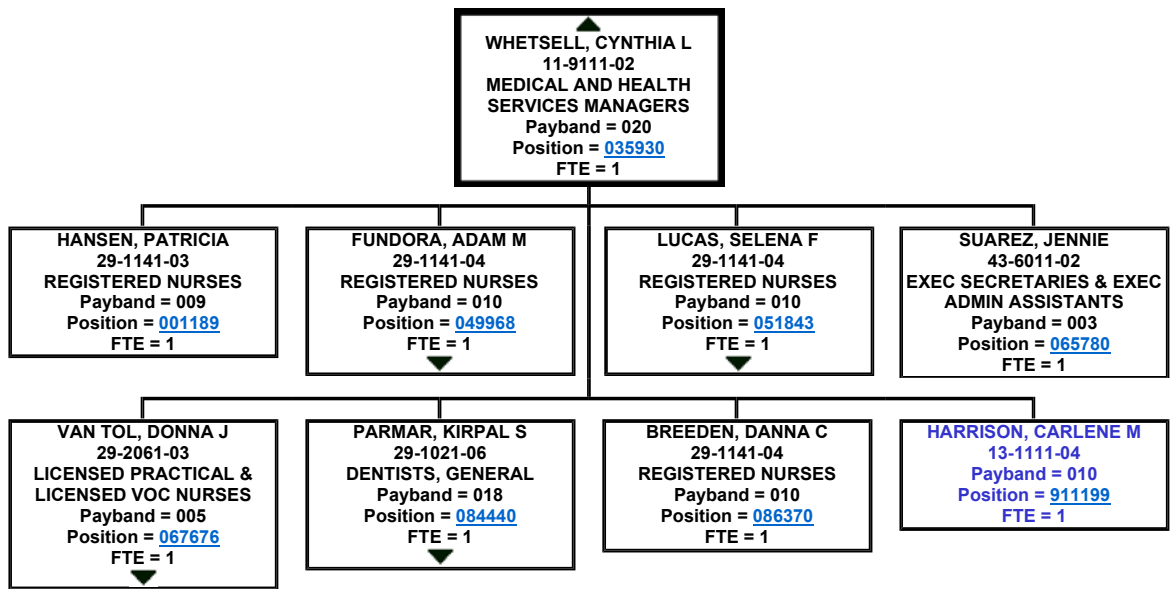 WHETSELL, CYNTHIA L
11-9111-02
MEDICAL AND HEALTH
SERVICES MANAGERS
Payband = 020
Position = 035930
FTE = 1
HANSEN, PATRICIA
29-1141-03
REGISTERED NURSES
Payband = 009
Position = 001189
FTE = 1
FUNDORA, ADAM M
29-1141-04
REGISTERED NURSES
Payband = 010
Position = 049968
FTE = 1
LUCAS, SELENA F
29-1141-04
REGISTERED NURSES
Payband = 010
Position = 051843
FTE = 1
SUAREZ, JENNIE
43-6011-02
EXEC SECRETARIES & EXEC
ADMIN ASSISTANTS
Payband = 003
Position = 065780
FTE = 1
VAN TOL, DONNA J
29-2061-03
LICENSED PRACTICAL &
LICENSED VOC NURSES
Payband = 005
Position = 067676
FTE = 1
PARMAR, KIRPAL S
29-1021-06
DENTISTS, GENERAL
Payband = 018
Position = 084440
FTE = 1
BREEDEN, DANNA C
29-1141-04
REGISTERED NURSES
Payband = 010
Position = 086370
FTE = 1
HARRISON, CARLENE M
13-1111-04
Payband = 010
Position = 911199
FTE = 1